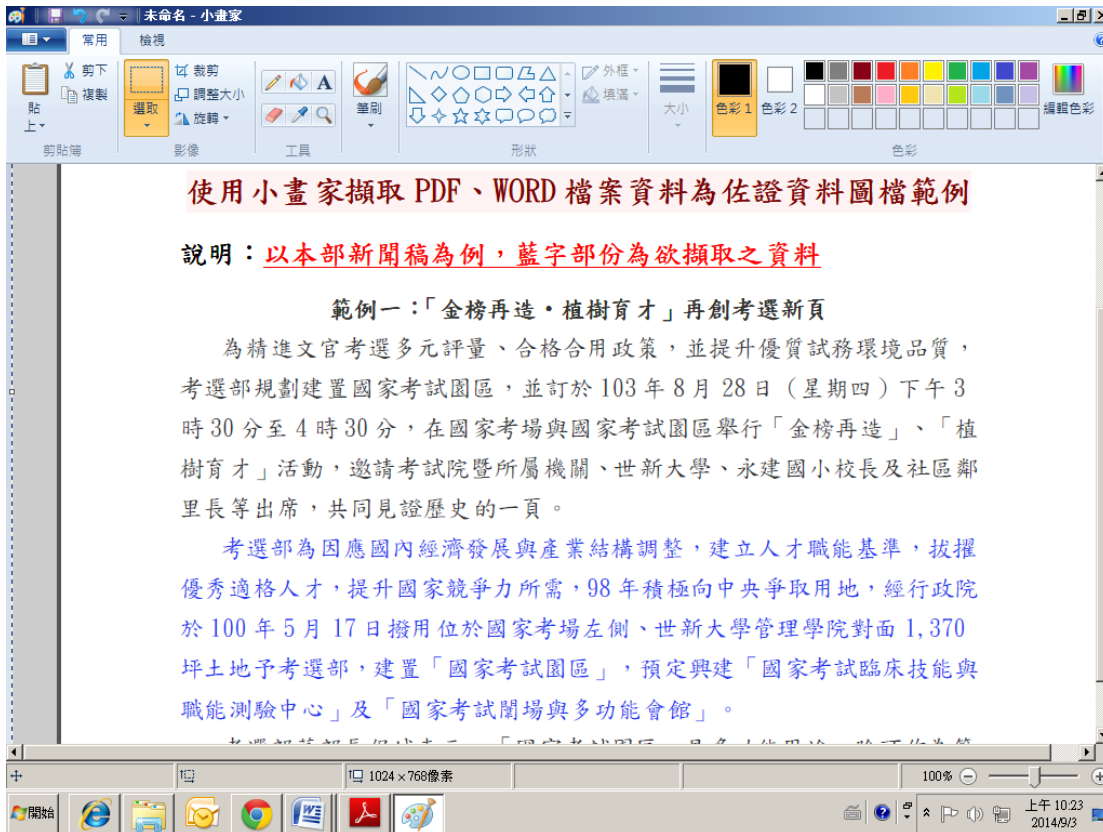 未命名 - 小畫家
常用 檢視
貼上
剪下
複製
剪貼簿
選取
裁剪
調整大小
旋轉
影像
A
工具
筆刷
外框
填滿
形狀
大小
色彩 1
色彩 2
編輯色彩
色彩
使用小畫家擷取 PDF、WORD 檔案資料為佐證資料圖檔範例
說明：以本部新聞稿為例，藍字部份為欲擷取之資料
範例一：「金榜再造‧植樹育才」再創考選新頁
為精進文官考選多元評量、合格合用政策，並提升優質試務環境品質，
考選部規劃建置國家考試園區，並訂於 103 年 8 月 28 日（星期四）下午 3
時 30 分至 4 時 30 分，在國家考場與國家考試園區舉行「金榜再造」、「植
樹育才」活動，邀請考試院暨所屬機關、世新大學、永建國小校長及社區鄰
里長等出席，共同見證歷史的一頁。
考選部為因應國內經濟發展與產業結構調整，建立人才職能基準，拔擢
優秀適格人才，提升國家競爭力所需，98 年積極向中央爭取用地，經行政院
於 100 年 5 月 17 日撥用位於國家考場左側、世新大學管理學院對面 1,370
坪土地予考選部，建置「國家考試園區」，預定興建「國家考試臨床技能與
職能測驗中心」及「國家考試闈場與多功能會館」。
1024 × 768像素
100%
開始
上午 10:23
2014/9/3